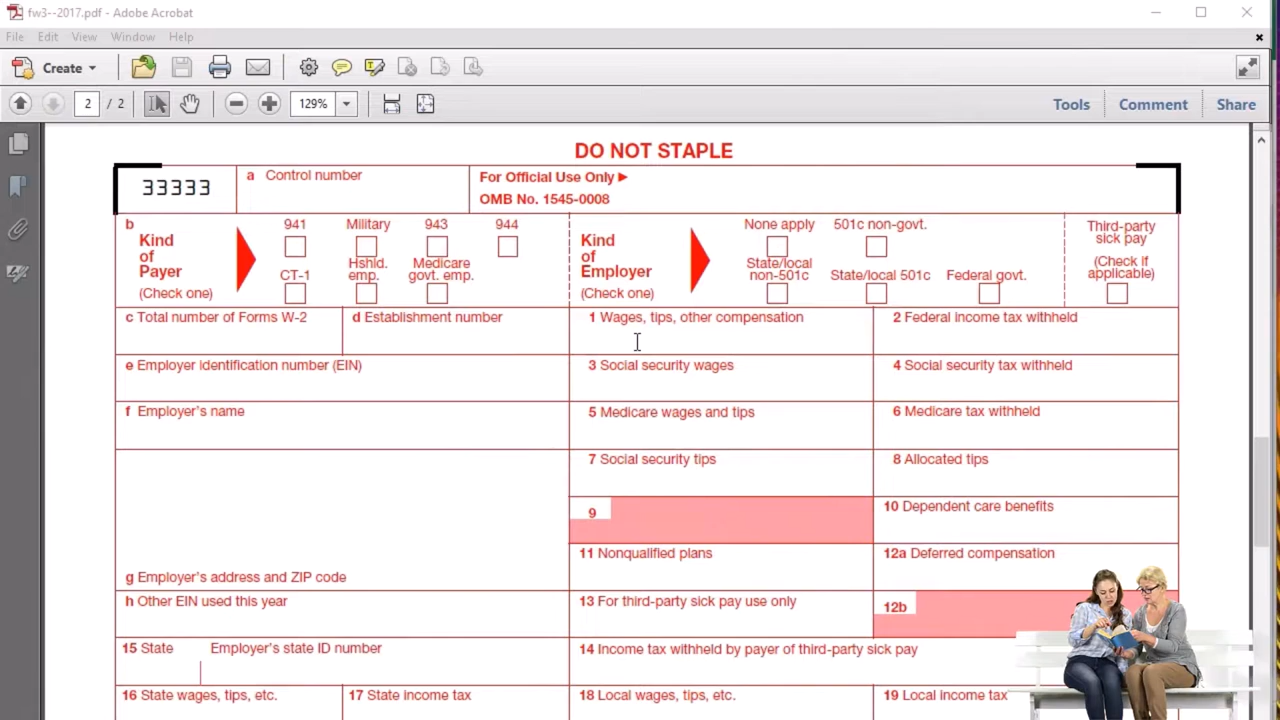 fw3--2017.pdf - Adobe Acrobat
File Edit View Window Help
Create
2 / 2 129% Tools Comment Share
DO NOT STAPLE
33333 a Control number For Official Use Only ►
OMB No. 1545-0008
b 941 Military 943 944 None apply 501c non-govt. Third-party sick pay
Kind of Payer Kind of Employer
(Check if applicable)
CT-1 Hshld. emp. Medicare govt. emp. State/local non-501c State/local 501c Federal govt.
(Check one) (Check one)
c Total number of Forms W-2 d Establishment number 1 Wages, tips, other compensation 2 Federal income tax withheld
e Employer identification number (EIN) 3 Social security wages 4 Social security tax withheld
f Employer's name 5 Medicare wages and tips 6 Medicare tax withheld
7 Social security tips 8 Allocated tips
9 10 Dependent care benefits
11 Nonqualified plans 12a Deferred compensation
g Employer's address and ZIP code
h Other EIN used this year 13 For third-party sick pay use only 12b
15 State Employer's state ID number 14 Income tax withheld by payer of third-party sick pay
16 State wages, tips, etc. 17 State income tax 18 Local wages, tips, etc. 19 Local income tax